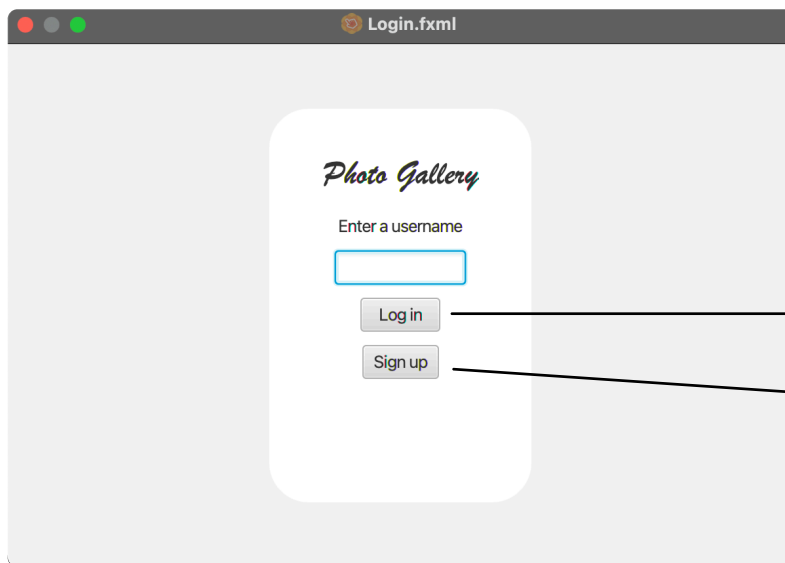 Login.fxml
Photo Gallery
Enter a username
Log in
Sign up